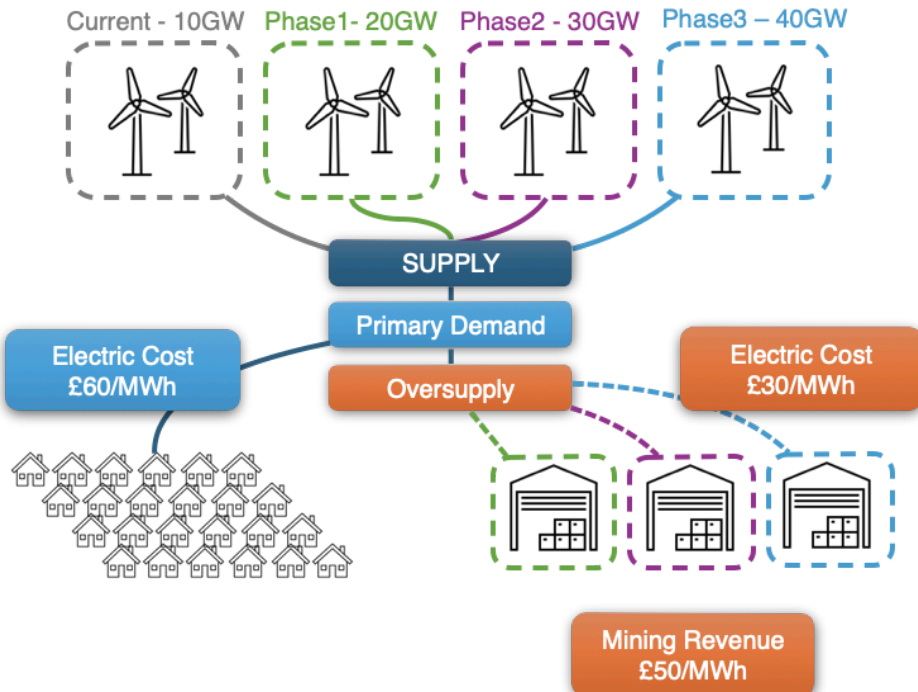 Current - 10GW
Phase1- 20GW
Phase2 - 30GW
Phase3 – 40GW
SUPPLY
Primary Demand
Electric Cost
£60/MWh
Oversupply
Electric Cost
£30/MWh
Mining Revenue
£50/MWh